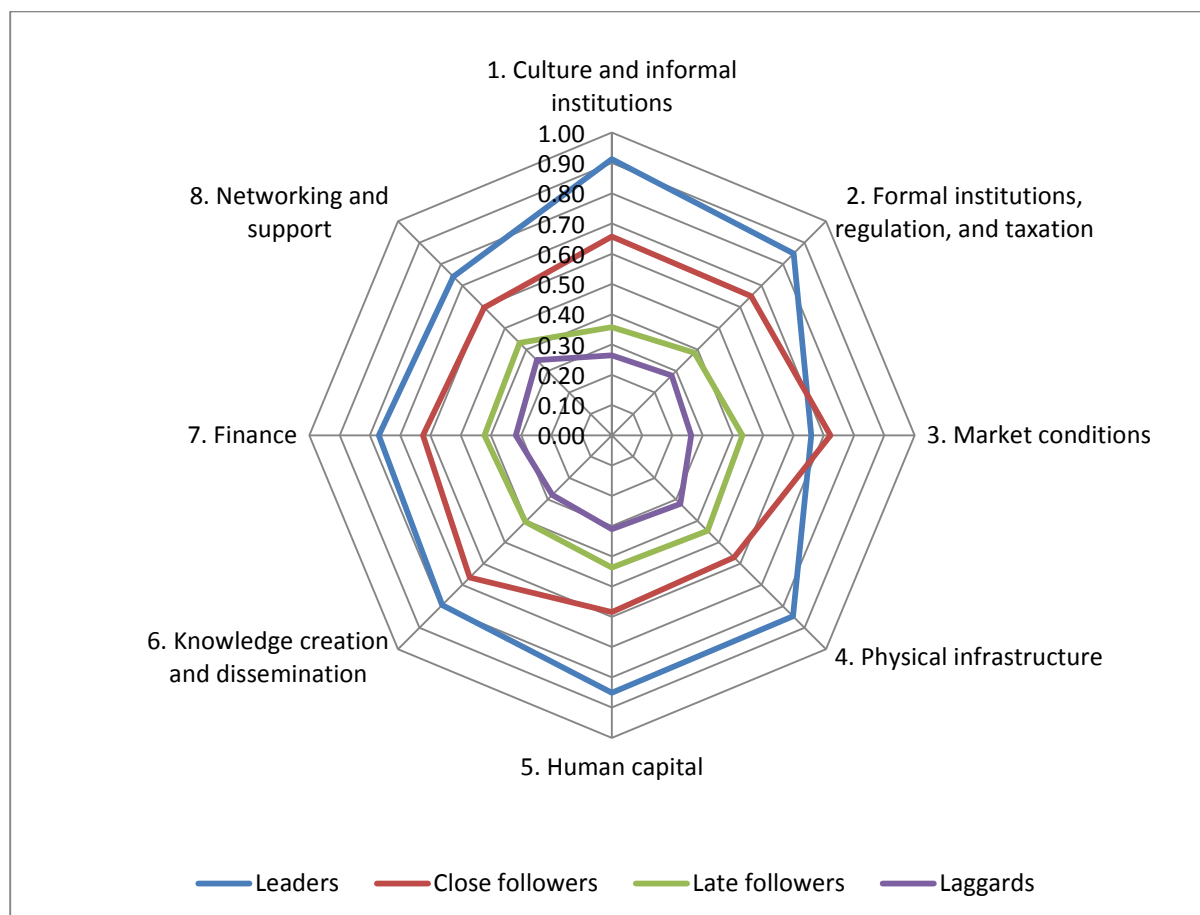 1. Culture and informal
institutions
1.00
0.90
0.80
0.70
0.60
0.50
0.40
0.30
0.20
0.10
0.00
2. Formal institutions,
regulation, and taxation
3. Market conditions
4. Physical infrastructure
5. Human capital
6. Knowledge creation
and dissemination
7. Finance
8. Networking and
support
Leaders
Close followers
Late followers
Laggards